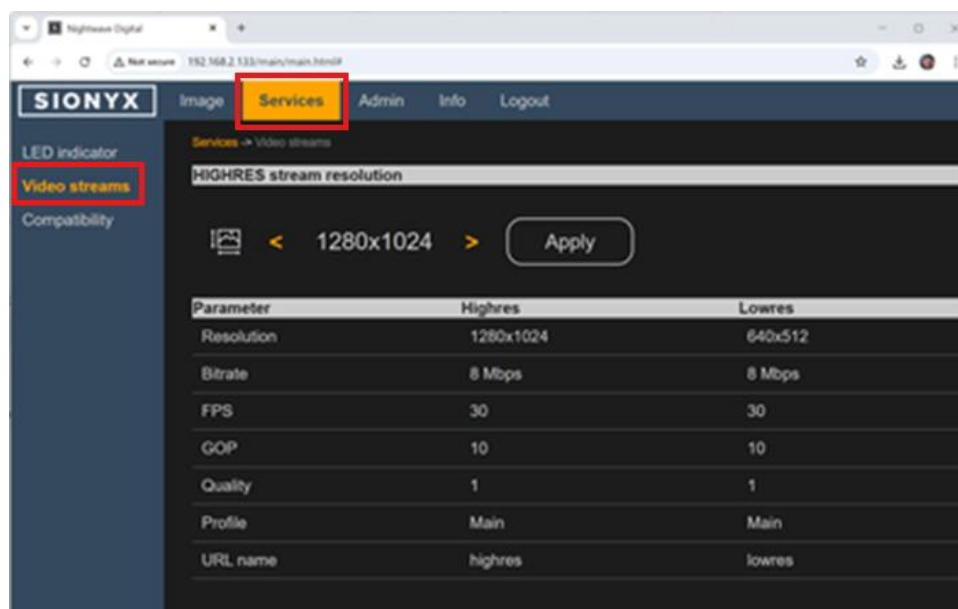 Nightwave Digital
Not secure 192.168.2.133/main/main.html#
SIONYX Image Services Admin Info Logout
LED indicator
Video streams
Compatibility
Services -> Video streams
HIGHRES stream resolution
< 1280x1024 > Apply
Parameter Highres Lowres
Resolution 1280x1024 640x512
Bitrate 8 Mbps 8 Mbps
FPS 30 30
GOP 10 10
Quality 1 1
Profile Main Main
URL name highres lowres